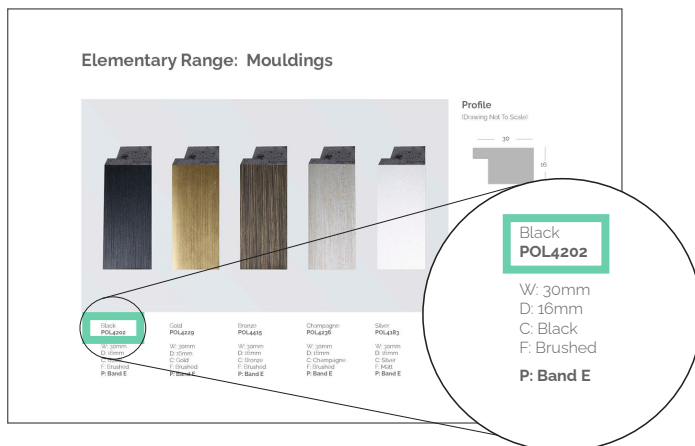 Elementary Range: Mouldings
Profile
(Drawing Not To Scale)
30
16
Black
POL4202
W: 30mm
D: 16mm
C: Black
F: Brushed
P: Band E
Gold
POL4229
W: 30mm
D: 16mm
C: Gold
F: Brushed
P: Band E
Bronze
POL4415
W: 30mm
D: 16mm
C: Bronze
F: Brushed
P: Band E
Champagne
POL4236
W: 30mm
D: 16mm
C: Champagne
F: Brushed
P: Band E
Silver
POL4183
W: 30mm
D: 16mm
C: Silver
F: Matt
P: Band E
Black
POL4202
W: 30mm
D: 16mm
C: Black
F: Brushed
P: Band E